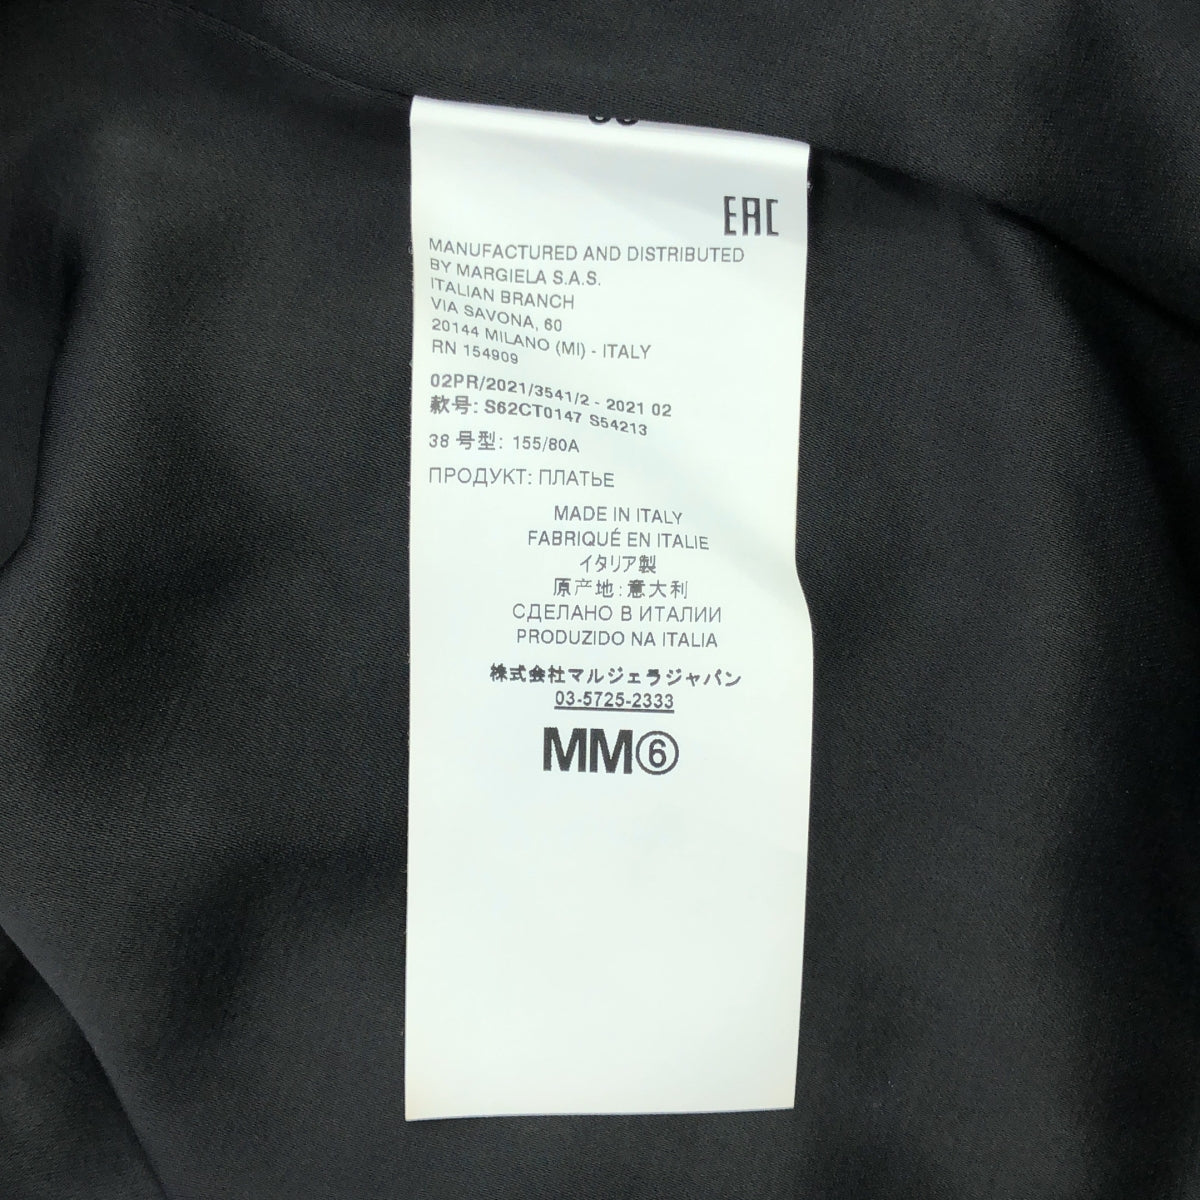 EAC
MANUFACTURED AND DISTRIBUTED
BY MARGIELA S.A.S.
ITALIAN BRANCH
VIA SAVONA, 60
20144 MILANO (MI) - ITALY
RN 154909
02PR/2021/3541/2 - 2021 02
款号: S62CT0147 S54213
38 号型: 155/80A
ПРОДУКТ: ПЛАТЬЕ
MADE IN ITALY
FABRIQUÉ EN ITALIE
イタリア製
原产地: 意大利
СДЕЛАНО В ИТАЛИИ
PRODUZIDO NA ITALIA
株式会社マルジェラジャパン
03-5725-2333
MM⑥